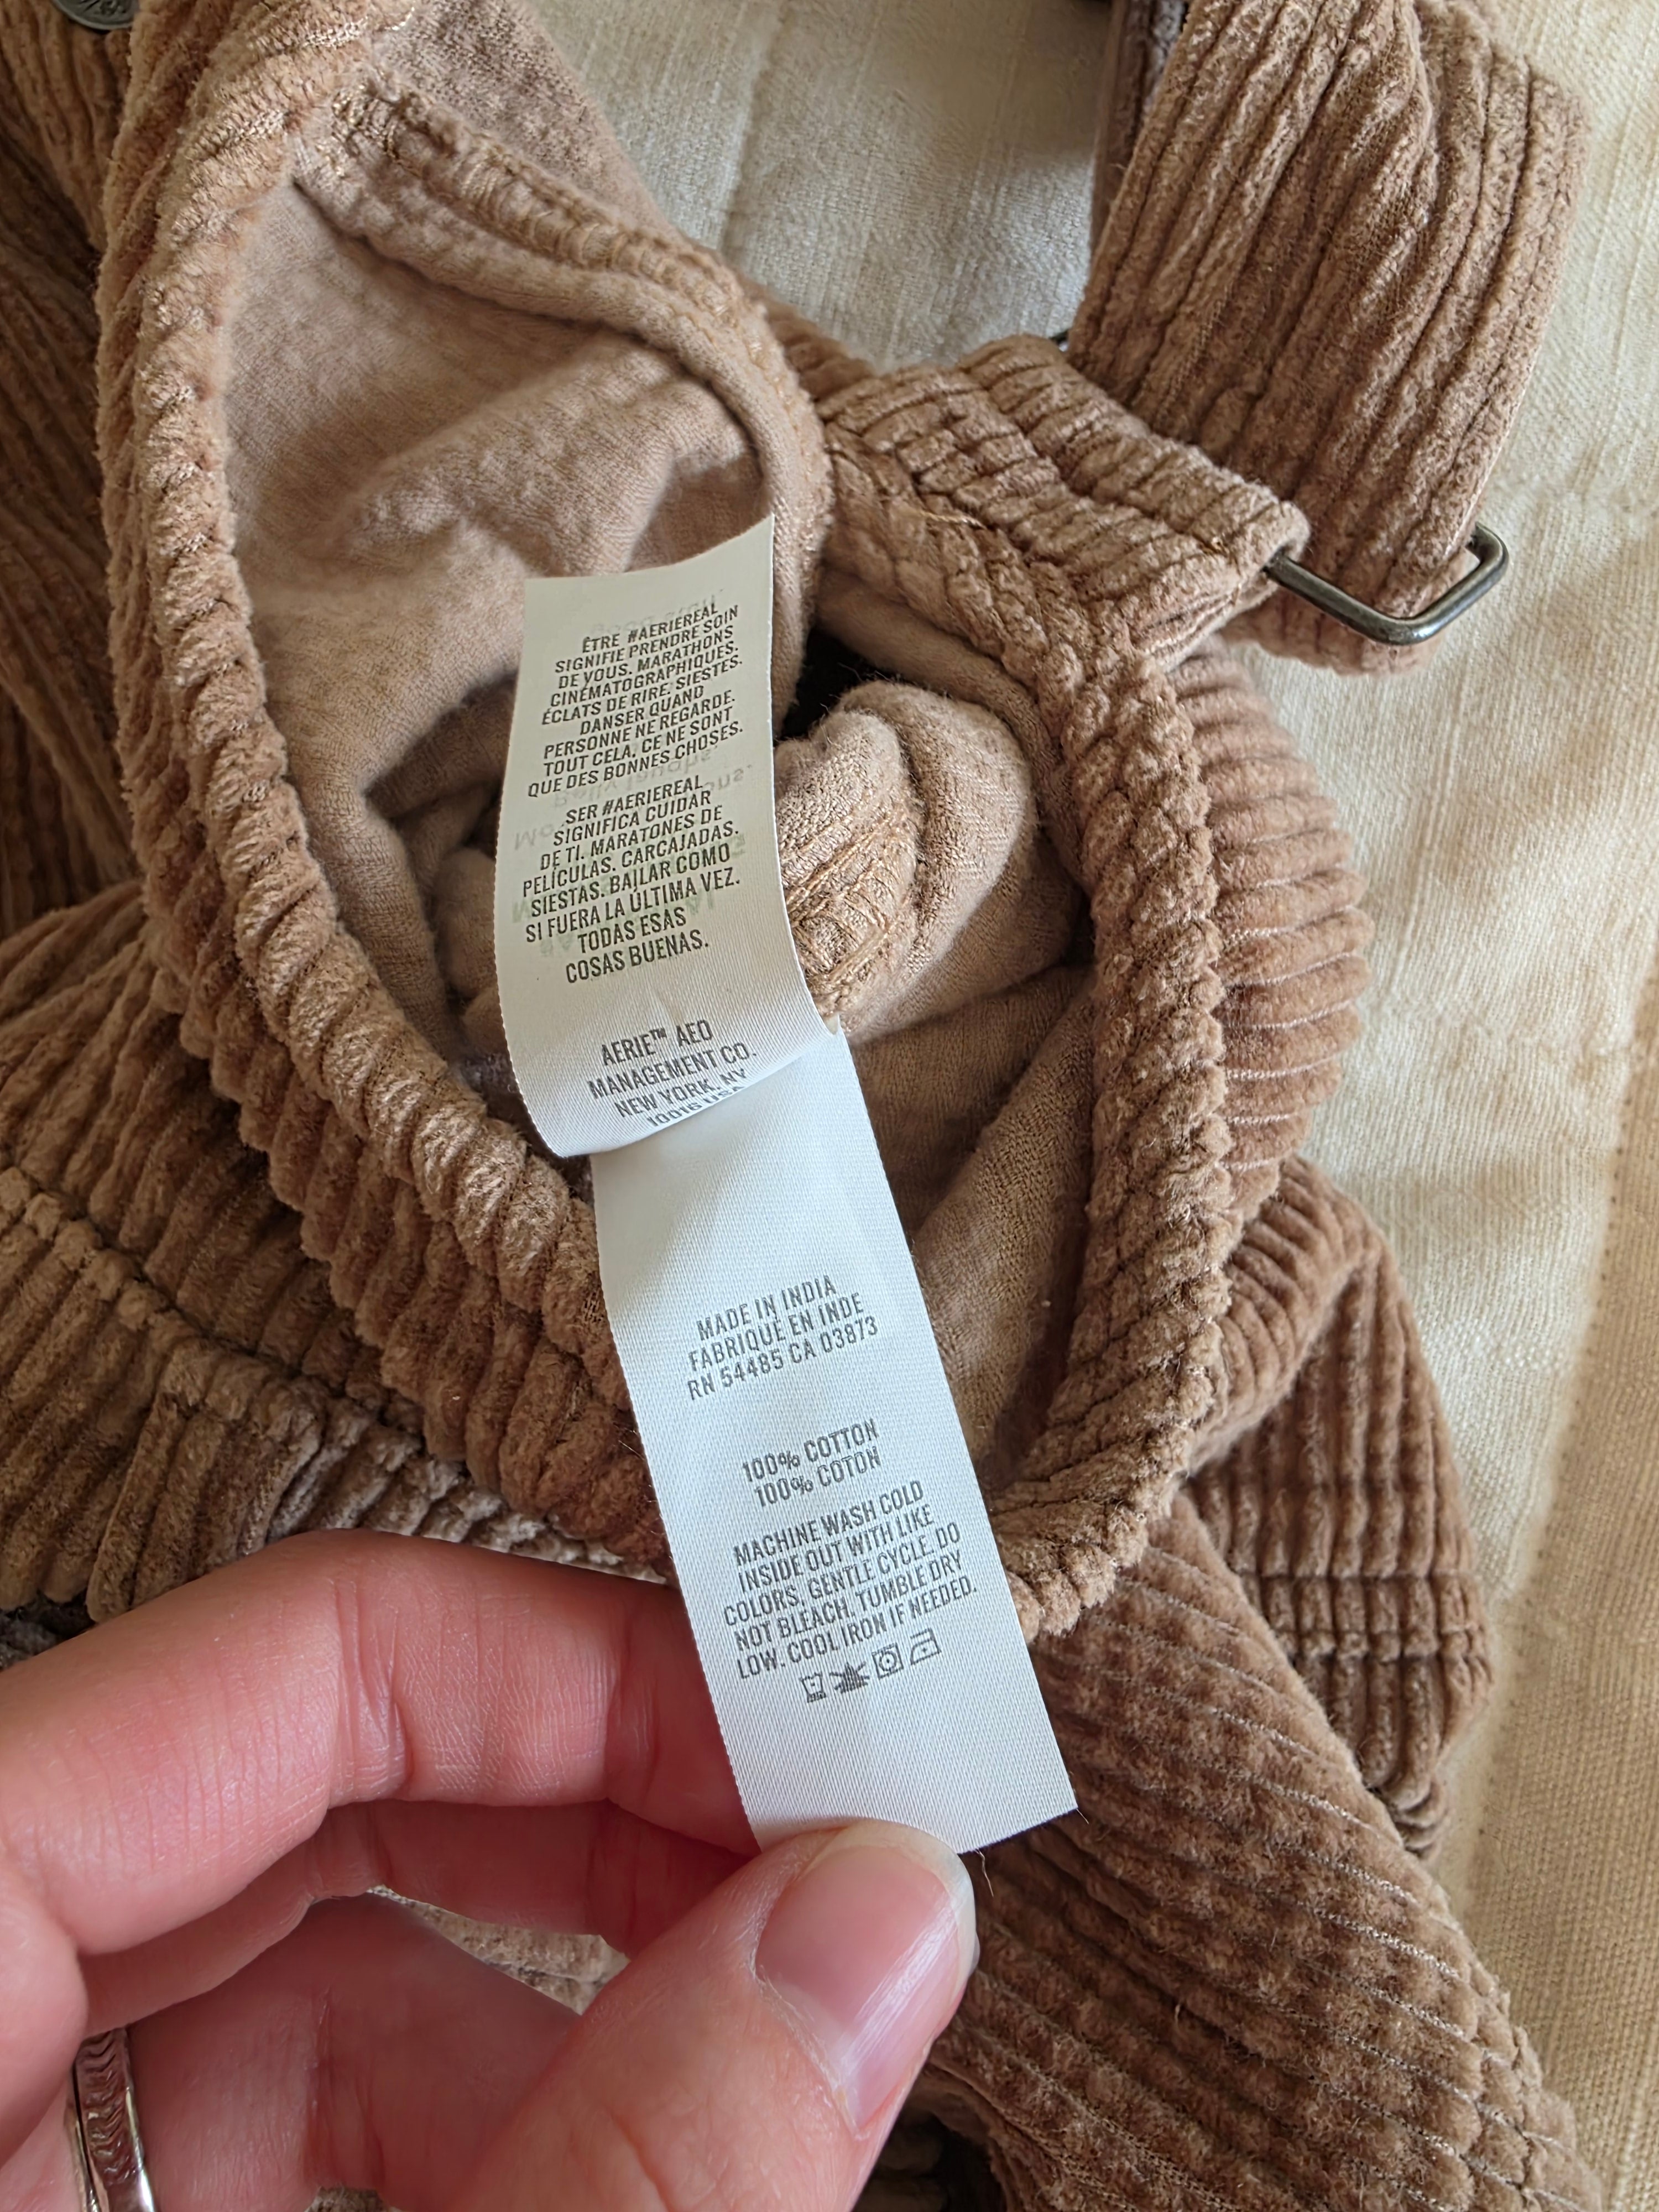 ÊTRE #AERIEREAL
SIGNIFIE PRENDRE SOIN
DE VOUS. MARATHONS
CINÉMATOGRAPHIQUES.
ÉCLATS DE RIRE. SIESTES.
DANSER QUAND
PERSONNE NE REGARDE.
TOUT CELA, CE NE SONT
QUE DES BONNES CHOSES.
SER #AERIEREAL
SIGNIFICA CUIDAR
DE TI. MARATONES DE
PELÍCULAS. CARCAJADAS.
SIESTAS. BAILAR COMO
SI FUERA LA ÚLTIMA VEZ.
TODAS ESAS
COSAS BUENAS.
AERIE™ AEO
MANAGEMENT CO.
NEW YORK, NY
10016 USA
MADE IN INDIA
FABRIQUÉ EN INDE
RN 54485 CA 03873
100% COTTON
100% COTON
MACHINE WASH COLD
INSIDE OUT WITH LIKE
COLORS, GENTLE CYCLE. DO
NOT BLEACH. TUMBLE DRY
LOW. COOL IRON IF NEEDED.